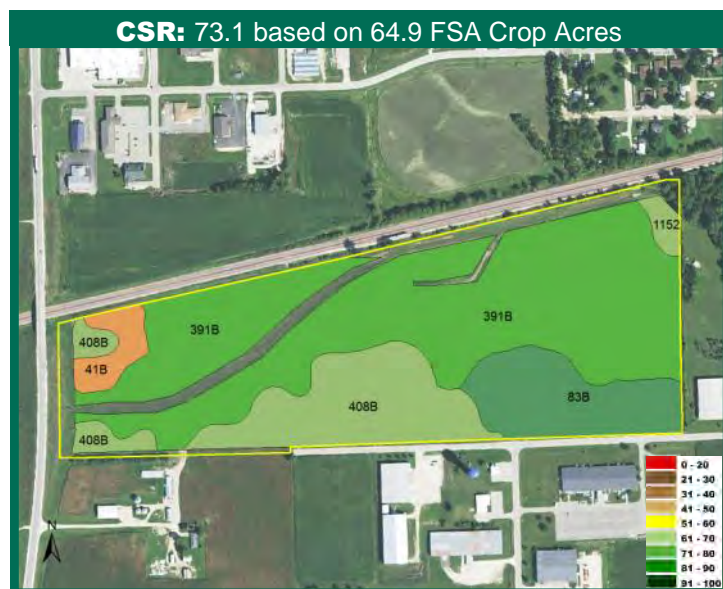 CSR: 73.1 based on 64.9 FSA Crop Acres
1152
391B
391B
408B
41B
408B
83B
408B
N
0 - 20
21 - 30
31 - 40
41 - 50
51 - 60
61 - 70
71 - 80
81 - 90
91 - 100